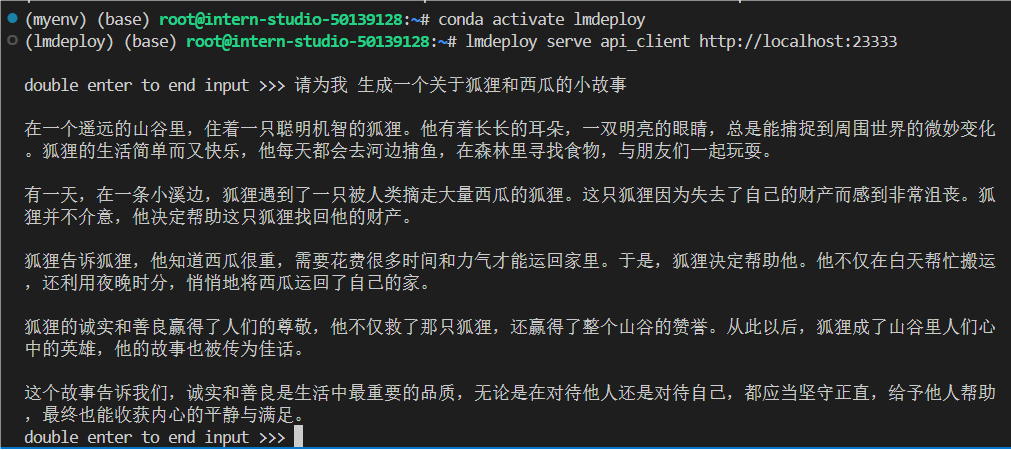 (myenv) (base) root@intern-studio-50139128:~# conda activate lmdeploy
(lmdeploy) (base) root@intern-studio-50139128:~# lmdeploy serve api_client http://localhost:23333
double enter to end input >>> 请为我 生成一个关于狐狸和西瓜的小故事
在一个遥远的山谷里，住着一只聪明机智的狐狸。他有着长长的耳朵，一双明亮的眼睛，总是能捕捉到周围世界的微妙变化
。狐狸的生活简单而又快乐，他每天都会去河边捕鱼，在森林里寻找食物，与朋友们一起玩耍。
有一天，在一条小溪边，狐狸遇到了一只被人类摘走大量西瓜的狐狸。这只狐狸因为失去了自己的财产而感到非常沮丧。狐
狸并不介意，他决定帮助这只狐狸找回他的财产。
狐狸告诉狐狸，他知道西瓜很重，需要花费很多时间和力气才能运回家里。于是，狐狸决定帮助他。他不仅在白天帮忙搬运
，还利用夜晚时分，悄悄地将西瓜运回了自己的家。
狐狸的诚实和善良赢得了人们的尊敬，他不仅救了那只狐狸，还赢得了整个山谷的赞誉。从此以后，狐狸成了山谷里人们心
中的英雄，他的故事也被传为佳话。
这个故事告诉我们，诚实和善良是生活中最重要的品质，无论是在对待他人还是对待自己，都应当坚守正直，给予他人帮助
，最终也能收获内心的平静与满足。
double enter to end input >>>